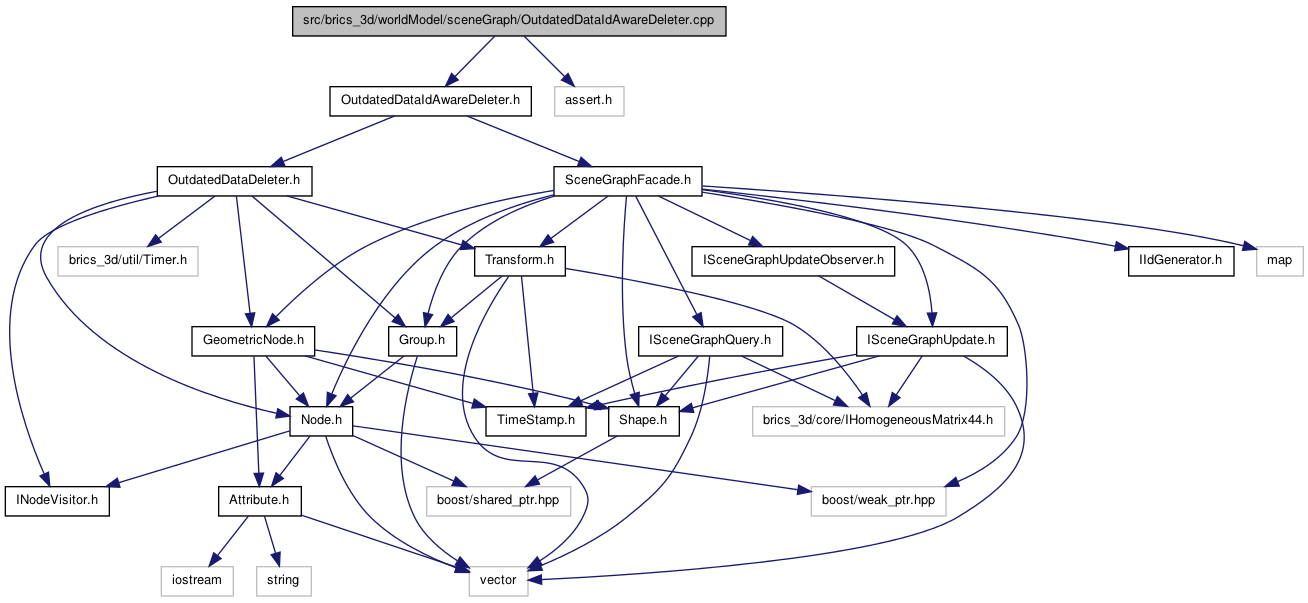 src/brics_3d/worldModel/sceneGraph/OutdatedDataIdAwareDeleter.cpp
OutdatedDataIdAwareDeleter.h
assert.h
OutdatedDataDeleter.h
SceneGraphFacade.h
brics_3d/util/Timer.h
Transform.h
ISceneGraphUpdateObserver.h
IIdGenerator.h
map
GeometricNode.h
Group.h
ISceneGraphQuery.h
ISceneGraphUpdate.h
Node.h
TimeStamp.h
Shape.h
brics_3d/core/IHomogeneousMatrix44.h
INodeVisitor.h
Attribute.h
boost/shared_ptr.hpp
boost/weak_ptr.hpp
iostream
string
vector